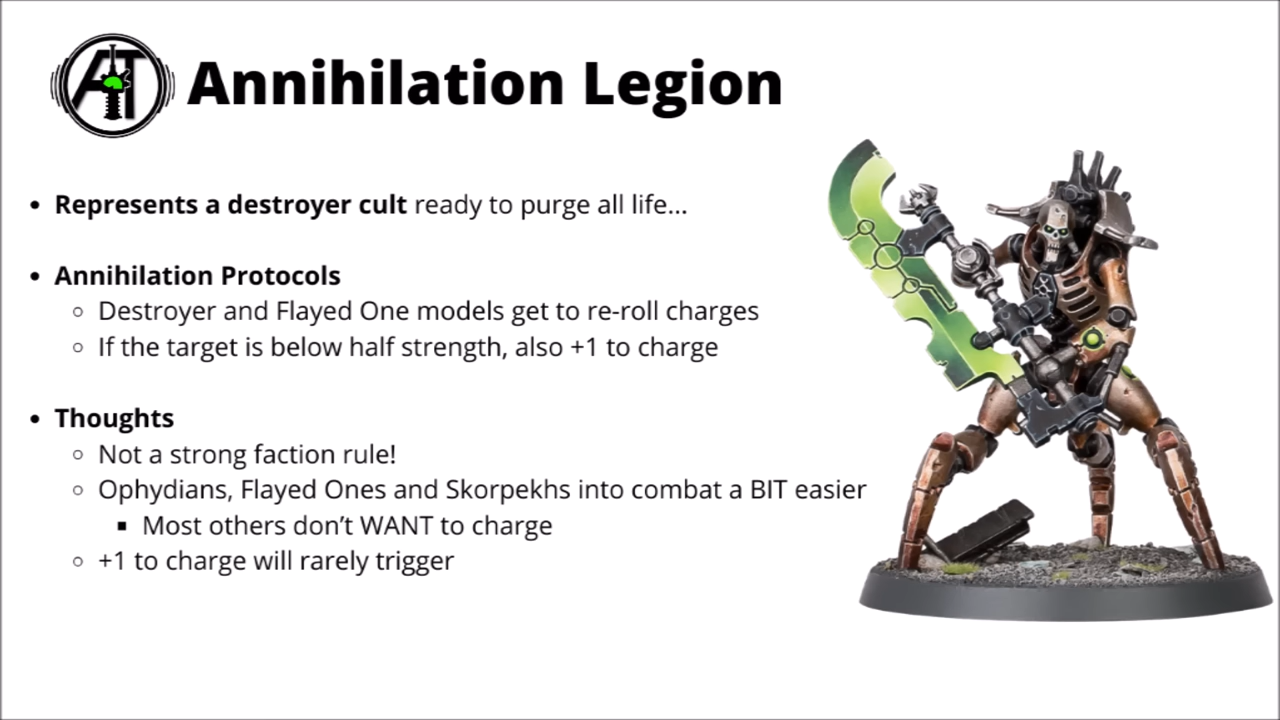 AT Annihilation Legion
• Represents a destroyer cult ready to purge all life...
• Annihilation Protocols
○ Destroyer and Flayed One models get to re-roll charges
○ If the target is below half strength, also +1 to charge
• Thoughts
○ Not a strong faction rule!
○ Ophydians, Flayed Ones and Skorpekhs into combat a BIT easier
▪ Most others don't WANT to charge
○ +1 to charge will rarely trigger